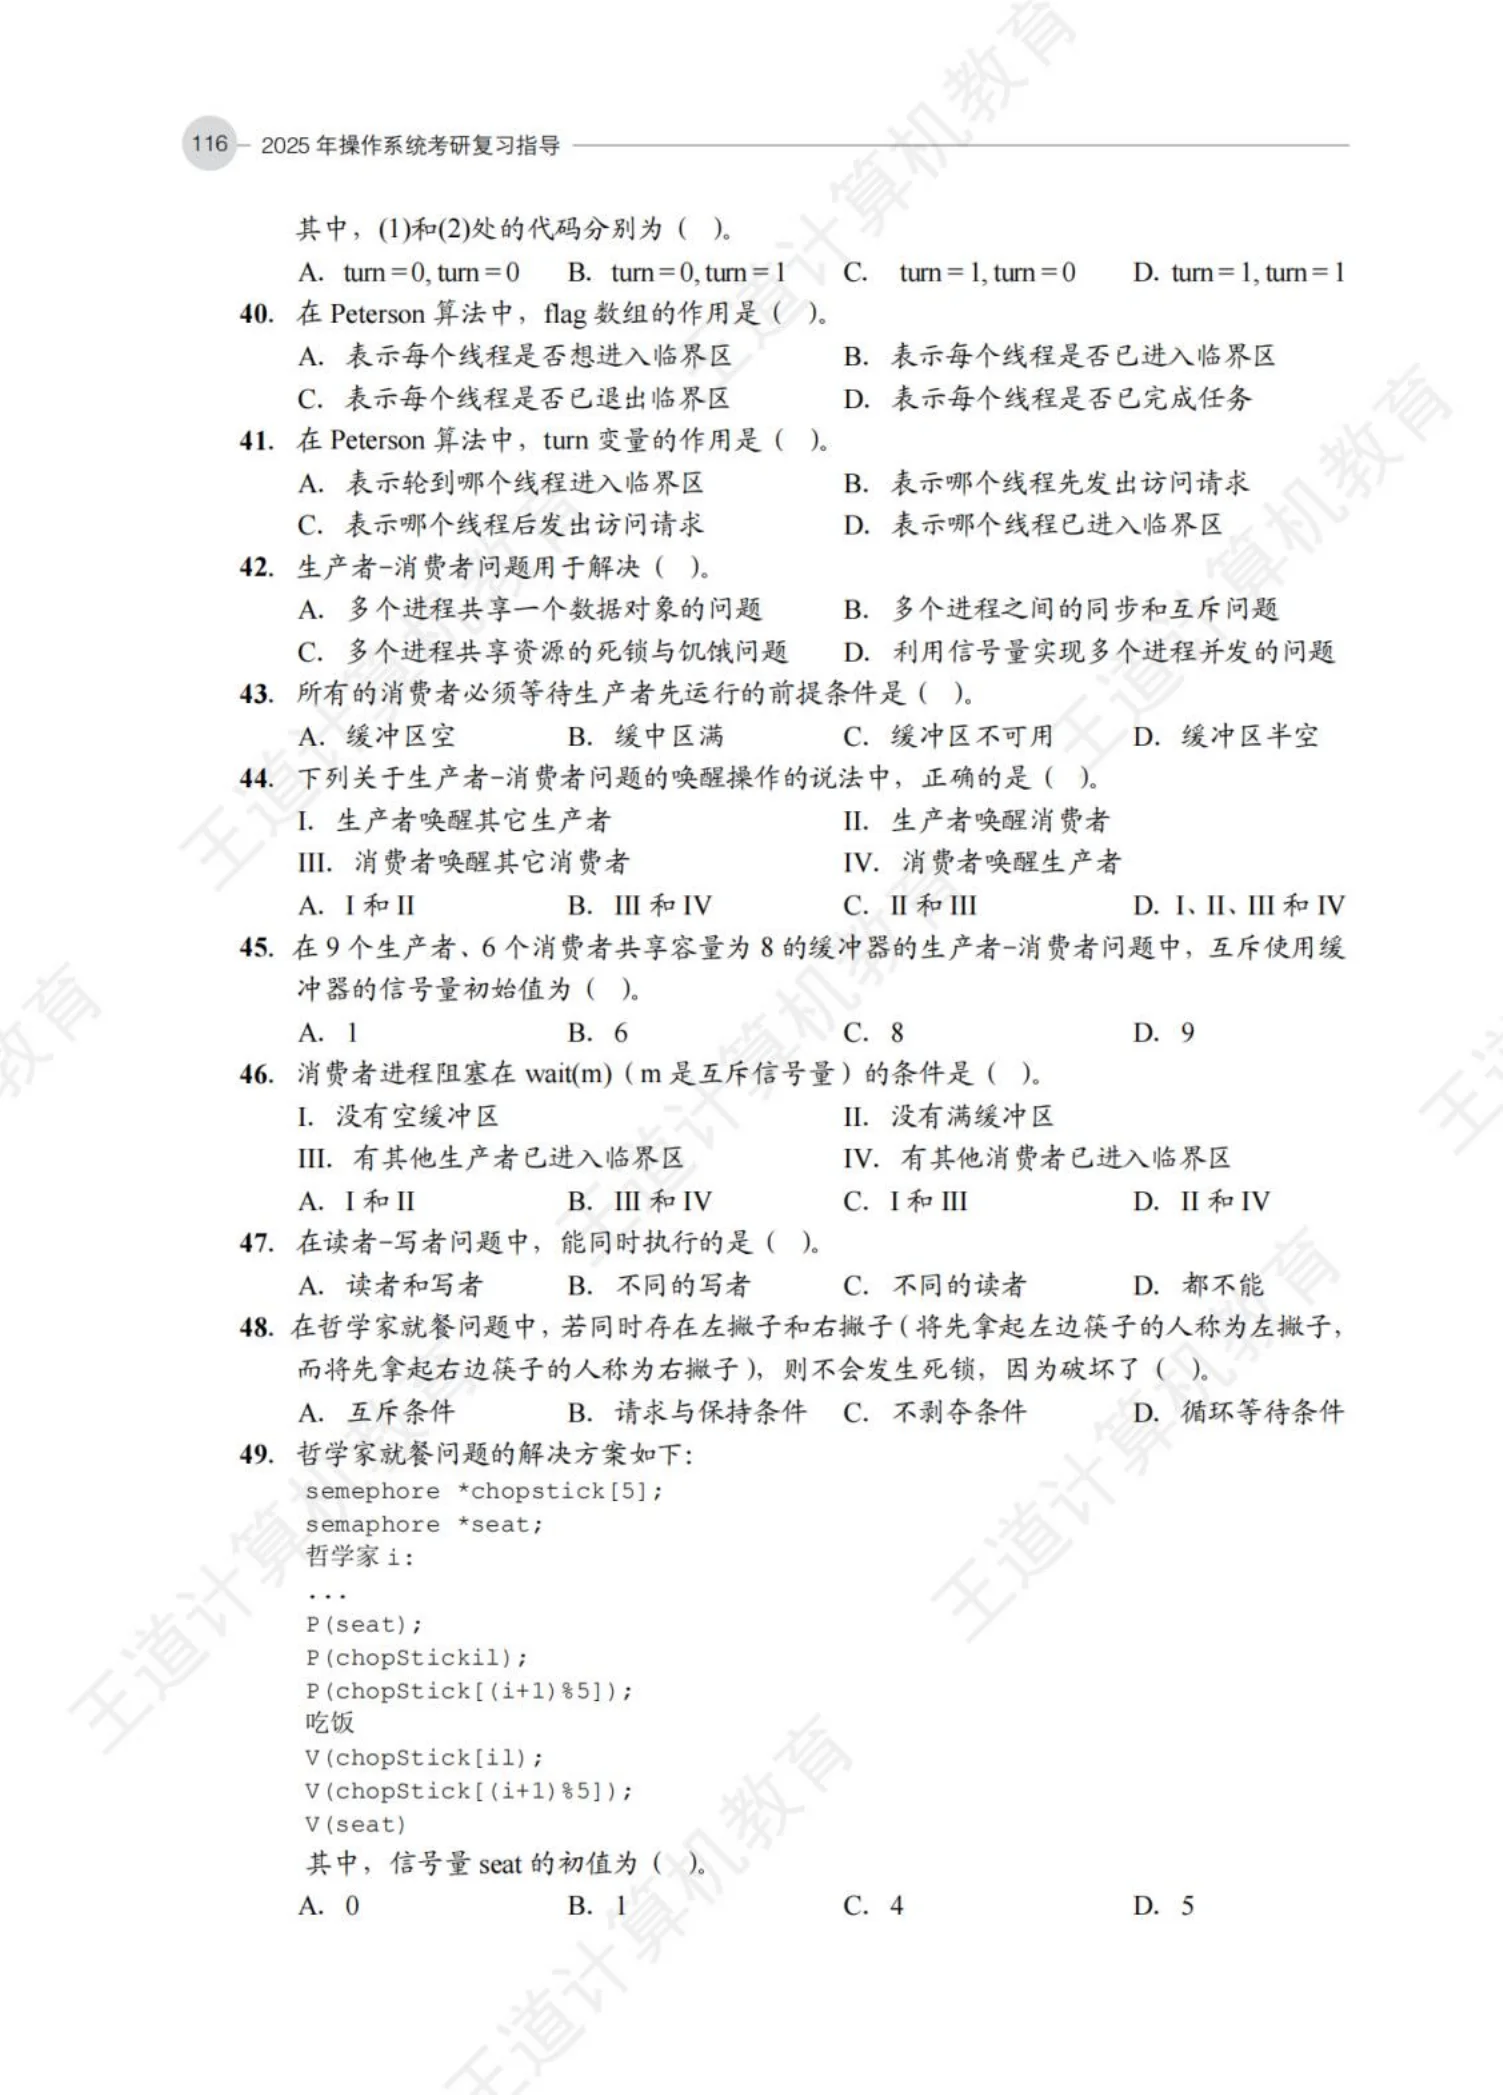 116 2025 年操作系统考研复习指导
其中，(1)和(2)处的代码分别为（　）。
A. turn = 0, turn = 0 B. turn = 0, turn = 1 C. turn = 1, turn = 0 D. turn = 1, turn = 1
40. 在 Peterson 算法中，flag 数组的作用是（　）。
A. 表示每个线程是否想进入临界区 B. 表示每个线程是否已进入临界区
C. 表示每个线程是否已退出临界区 D. 表示每个线程是否已完成任务
41. 在 Peterson 算法中，turn 变量的作用是（　）。
A. 表示轮到哪个线程进入临界区 B. 表示哪个线程先发出访问请求
C. 表示哪个线程后发出访问请求 D. 表示哪个线程已进入临界区
42. 生产者-消费者问题用于解决（　）。
A. 多个进程共享一个数据对象的问题 B. 多个进程之间的同步和互斥问题
C. 多个进程共享资源的死锁与饥饿问题 D. 利用信号量实现多个进程并发的问题
43. 所有的消费者必须等待生产者先运行的前提条件是（　）。
A. 缓冲区空 B. 缓中区满 C. 缓冲区不可用 D. 缓冲区半空
44. 下列关于生产者-消费者问题的唤醒操作的说法中，正确的是（　）。
I. 生产者唤醒其它生产者 II. 生产者唤醒消费者
III. 消费者唤醒其它消费者 IV. 消费者唤醒生产者
A. I 和 II B. III 和 IV C. II 和 III D. I、II、III 和 IV
45. 在 9 个生产者、6 个消费者共享容量为 8 的缓冲器的生产者-消费者问题中，互斥使用缓
冲器的信号量初始值为（　）。
A. 1 B. 6 C. 8 D. 9
46. 消费者进程阻塞在 wait(m)（m 是互斥信号量）的条件是（　）。
I. 没有空缓冲区 II. 没有满缓冲区
III. 有其他生产者已进入临界区 IV. 有其他消费者已进入临界区
A. I 和 II B. III 和 IV C. I 和 III D. II 和 IV
47. 在读者-写者问题中，能同时执行的是（　）。
A. 读者和写者 B. 不同的写者 C. 不同的读者 D. 都不能
48. 在哲学家就餐问题中，若同时存在左撇子和右撇子（将先拿起左边筷子的人称为左撇子，
而将先拿起右边筷子的人称为右撇子），则不会发生死锁，因为破坏了（　）。
A. 互斥条件 B. 请求与保持条件 C. 不剥夺条件 D. 循环等待条件
49. 哲学家就餐问题的解决方案如下：
semephore *chopstick[5];
semaphore *seat;
哲学家 i:
...
P(seat);
P(chopStickil);
P(chopStick[(i+1)%5]);
吃饭
V(chopStick[il);
V(chopStick[(i+1)%5]);
V(seat)
其中，信号量 seat 的初值为（　）。
A. 0 B. 1 C. 4 D. 5
王道计算机教育